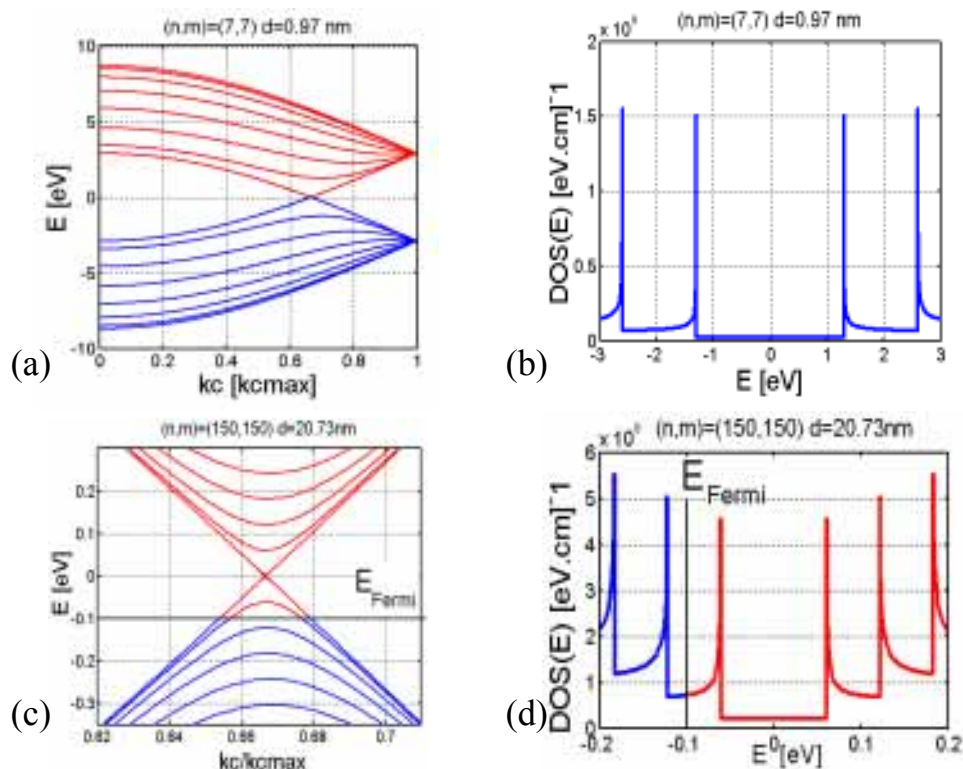 (n,m)=(7,7) d=0.97 nm
10
5
0
-5
-10
E [eV]
0 0.2 0.4 0.6 0.8 1
kc [kcmax]
(a)
(n,m)=(7,7) d=0.97 nm
2 x 10
1.5
1
0.5
0
DOS(E) [eV.cm]^-1
-3 -2 -1 0 1 2 3
E [eV]
(b)
(n,m)=(150,150) d=20.73nm
0.2
0.1
0
-0.1
-0.2
-0.3
E [eV]
E Fermi
0.62 0.64 0.66 0.68 0.7
kc/kcmax
(c)
(n,m)=(150,150) d=20.73nm
x 10
6
5
4
3
2
1
0
DOS(E) [eV.cm]^-1
E Fermi
-0.2 -0.1 0 0.1 0.2
E [eV]
(d)